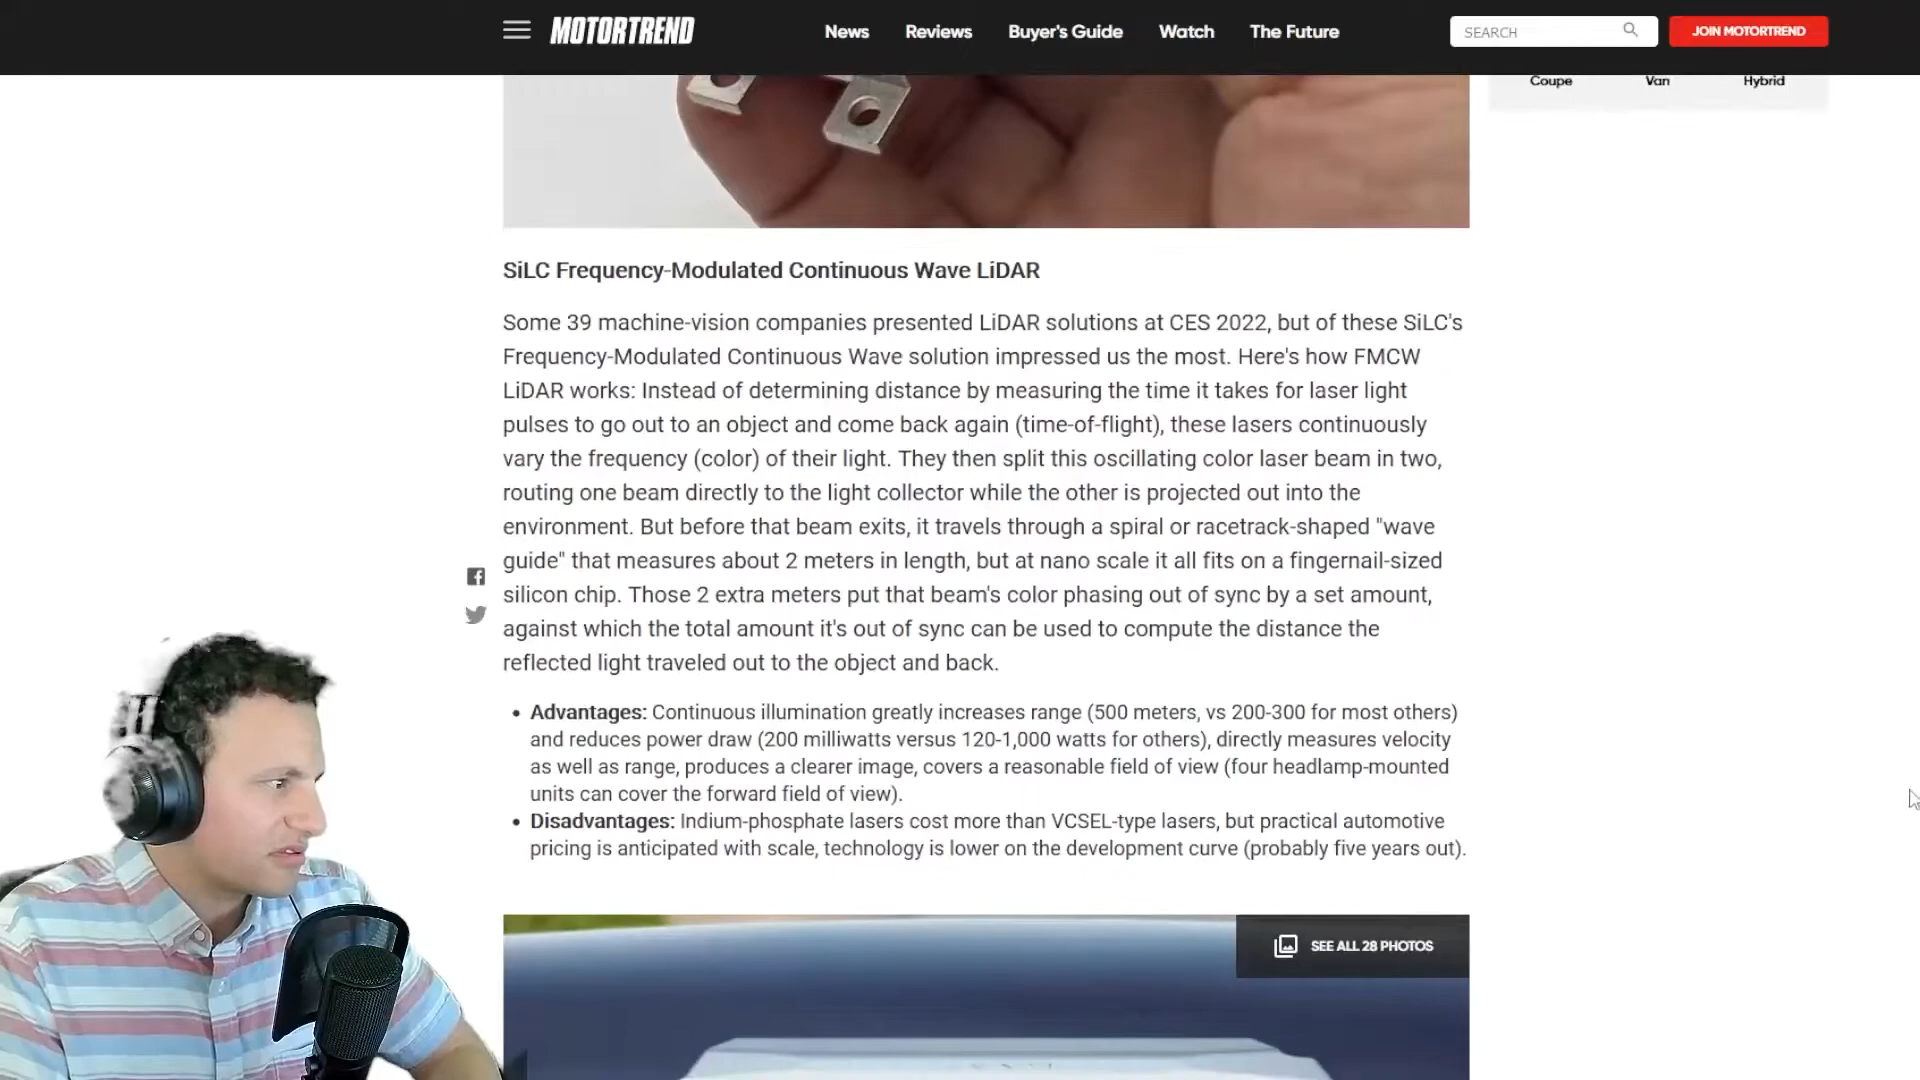 MOTORTREND
News Reviews Buyer's Guide Watch The Future
SEARCH
JOIN MOTORTREND
Coupe Van Hybrid
SiLC Frequency-Modulated Continuous Wave LiDAR
Some 39 machine-vision companies presented LiDAR solutions at CES 2022, but of these SiLC's
Frequency-Modulated Continuous Wave solution impressed us the most. Here's how FMCW
LiDAR works: Instead of determining distance by measuring the time it takes for laser light
pulses to go out to an object and come back again (time-of-flight), these lasers continuously
vary the frequency (color) of their light. They then split this oscillating color laser beam in two,
routing one beam directly to the light collector while the other is projected out into the
environment. But before that beam exits, it travels through a spiral or racetrack-shaped "wave
guide" that measures about 2 meters in length, but at nano scale it all fits on a fingernail-sized
silicon chip. Those 2 extra meters put that beam's color phasing out of sync by a set amount,
against which the total amount it's out of sync can be used to compute the distance the
reflected light traveled out to the object and back.
• Advantages: Continuous illumination greatly increases range (500 meters, vs 200-300 for most others)
and reduces power draw (200 milliwatts versus 120-1,000 watts for others), directly measures velocity
as well as range, produces a clearer image, covers a reasonable field of view (four headlamp-mounted
units can cover the forward field of view).
• Disadvantages: Indium-phosphate lasers cost more than VCSEL-type lasers, but practical automotive
pricing is anticipated with scale, technology is lower on the development curve (probably five years out).
SEE ALL 28 PHOTOS